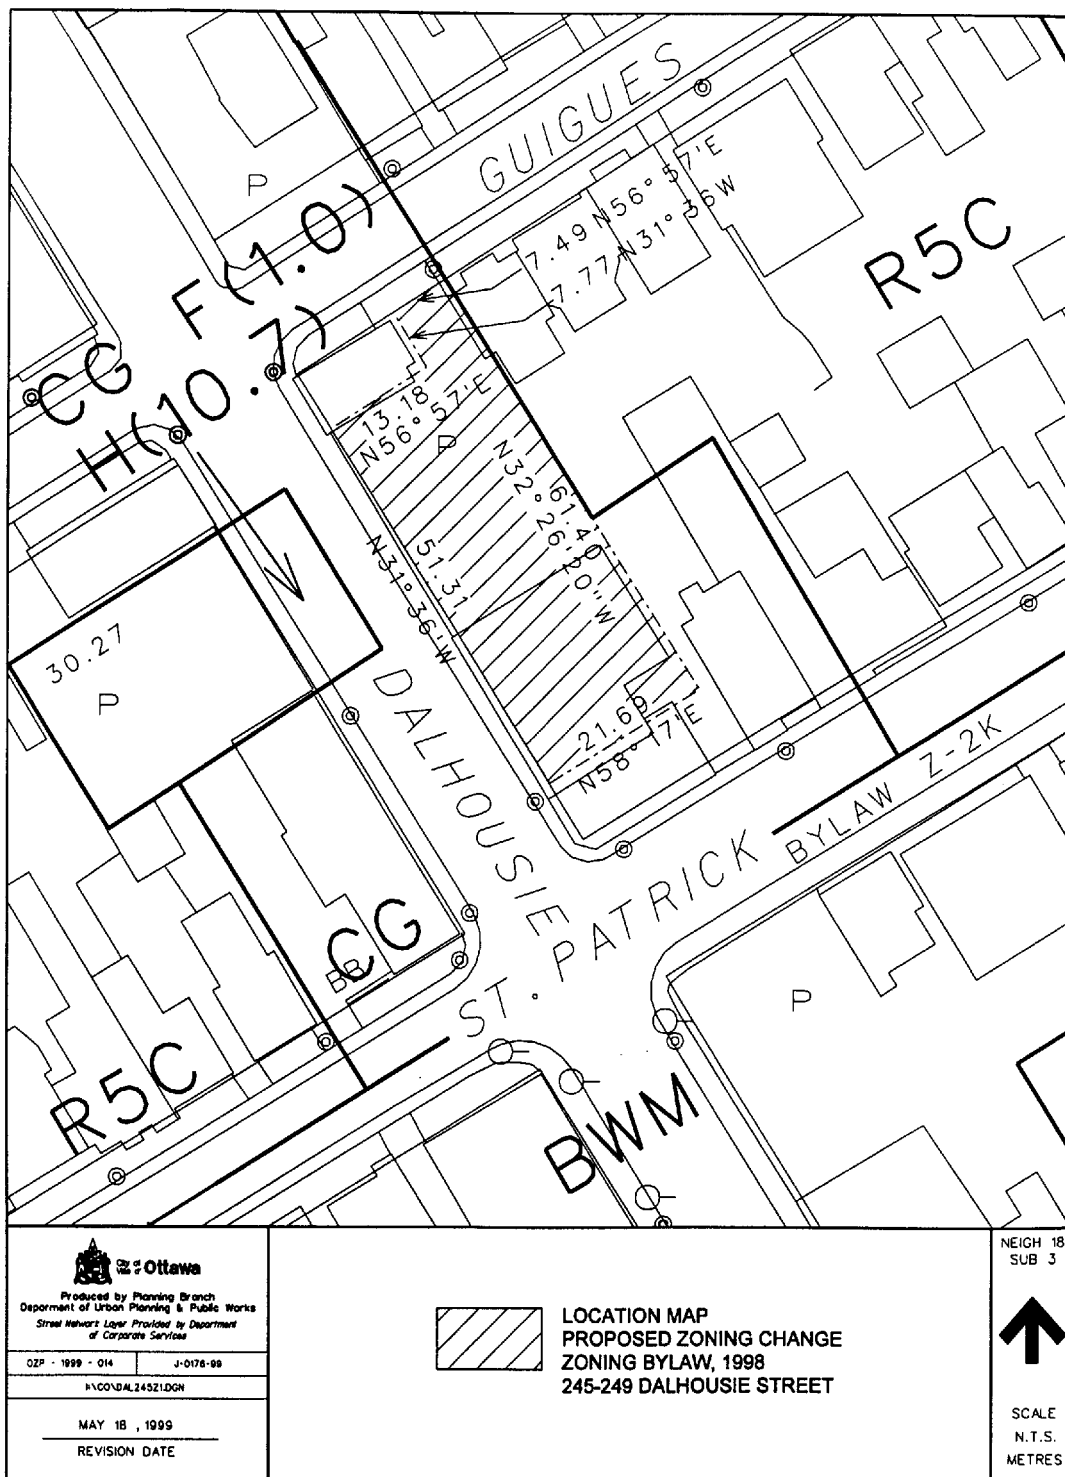 GUIGUES
P
7.49 N56° 57'E
7.77 N31° 36W
R5C
CG F(1.0)
H(10.7)
13.18
N56° 57'E
P
N32° 26'20"W
61.40
51.31
N31° 36'W
30.27
P
DALHOUSIE
21.69
N58° 17'E
BYLAW Z-2K
ST. PATRICK
CG
P
R5C
BWM
City of
Ville d' Ottawa
Produced by Planning Branch
Deporment of Urban Planning & Public Works
Street Network Layer Provided by Department
of Corporate Services
OZP - 1999 - 014
J-0176-99
MAY 18 , 1999
REVISION DATE
LOCATION MAP
PROPOSED ZONING CHANGE
ZONING BYLAW, 1998
245-249 DALHOUSIE STREET
NEIGH 18
SUB 3
SCALE
N.T.S.
METRES